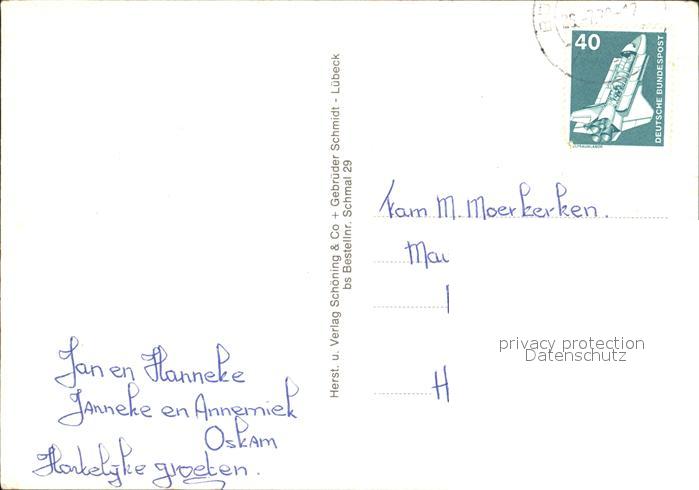 40
DEUTSCHE BUNDESPOST
Herst. u. Verlag Schöning & Co + Gebrüder Schmidt - Lübeck
bs Bestellnr. Schmal 29
Fam M. Moerkerken.
H
privacy protection
Datenschutz
Jan en Hanneke
Janneke en Annemiek
Oskam
Hartelijke groeten.